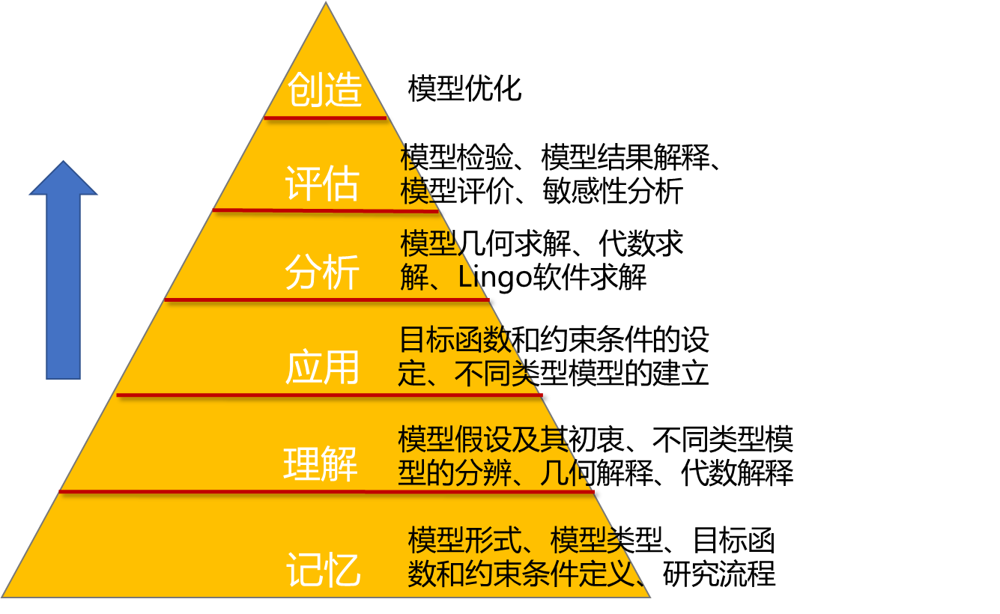 创造
模型优化
评估
模型检验、模型结果解释、
模型评价、敏感性分析
分析
模型几何求解、代数求
解、Lingo软件求解
应用
目标函数和约束条件的设
定、不同类型模型的建立
理解
模型假设及其初衷、不同类型模
型的分辨、几何解释、代数解释
记忆
模型形式、模型类型、目标函
数和约束条件定义、研究流程